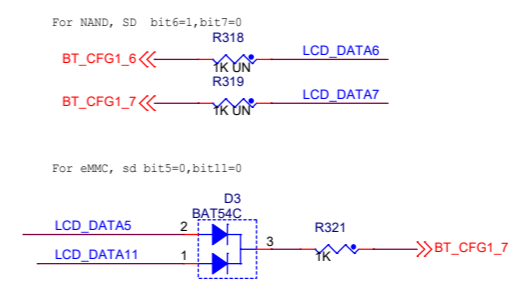 For NAND, SD  bit6=1,bit7=0
R318
BT_CFG1_6
LCD_DATA6
1K UN
R319
BT_CFG1_7
LCD_DATA7
1K UN
For eMMC, sd bit5=0,bit11=0
D3
BAT54C
LCD_DATA5
2
R321
3
BT_CFG1_7
LCD_DATA11
1
1K